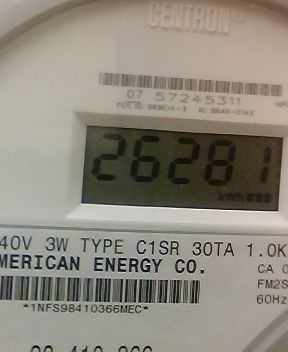 CENTRON®
07 57245311
26281
kWh
40V 3W TYPE C1SR 30TA 1.0K
MERICAN ENERGY CO.
CA 0
FM2S
60Hz
*1NFS98410366MEC*